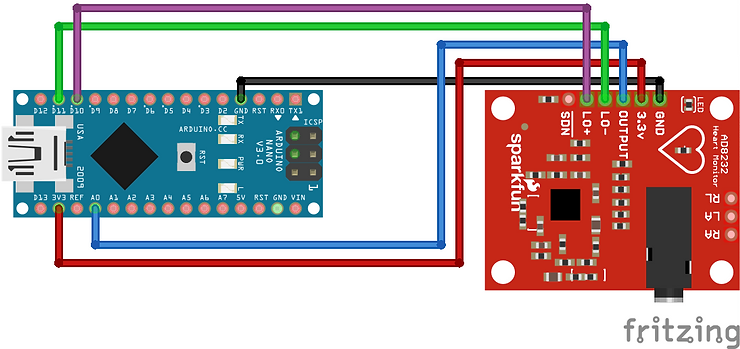 D12 D11 D10 D9 D8 D7 D6 D5 D4 D3 D2 GND RST RX0 TX1
TX
RX
PWR
L
ARDUINO.CC
RST
ICSP
ARDUINO
NANO
V3.0
1
USA
2009
D13 3V3 REF A0 A1 A2 A3 A4 A5 A6 A7 5V RST GND VIN
SDN
LO+
LO-
OUTPUT
3.3v
GND
LED
AD8232
Heart Monitor
sparkfun
RL
LA
RA
fritzing